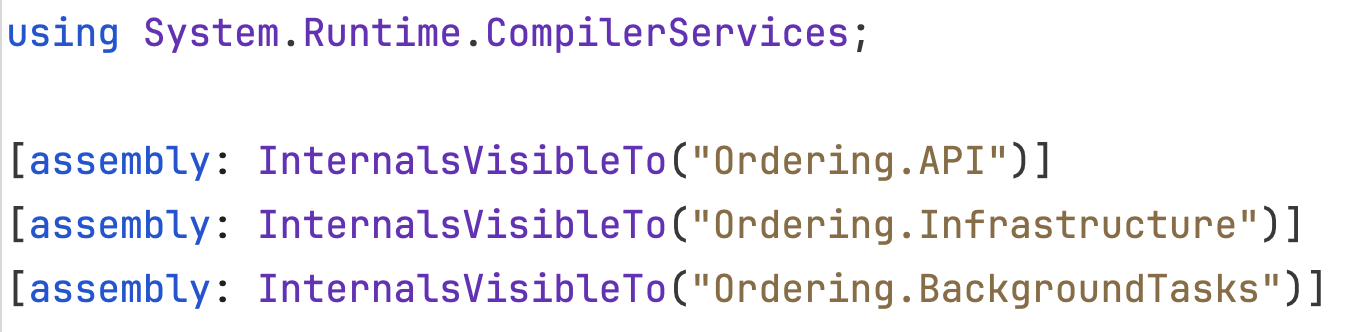 using System.Runtime.CompilerServices;
[assembly: InternalsVisibleTo("Ordering.API")]
[assembly: InternalsVisibleTo("Ordering.Infrastructure")]
[assembly: InternalsVisibleTo("Ordering.BackgroundTasks")]